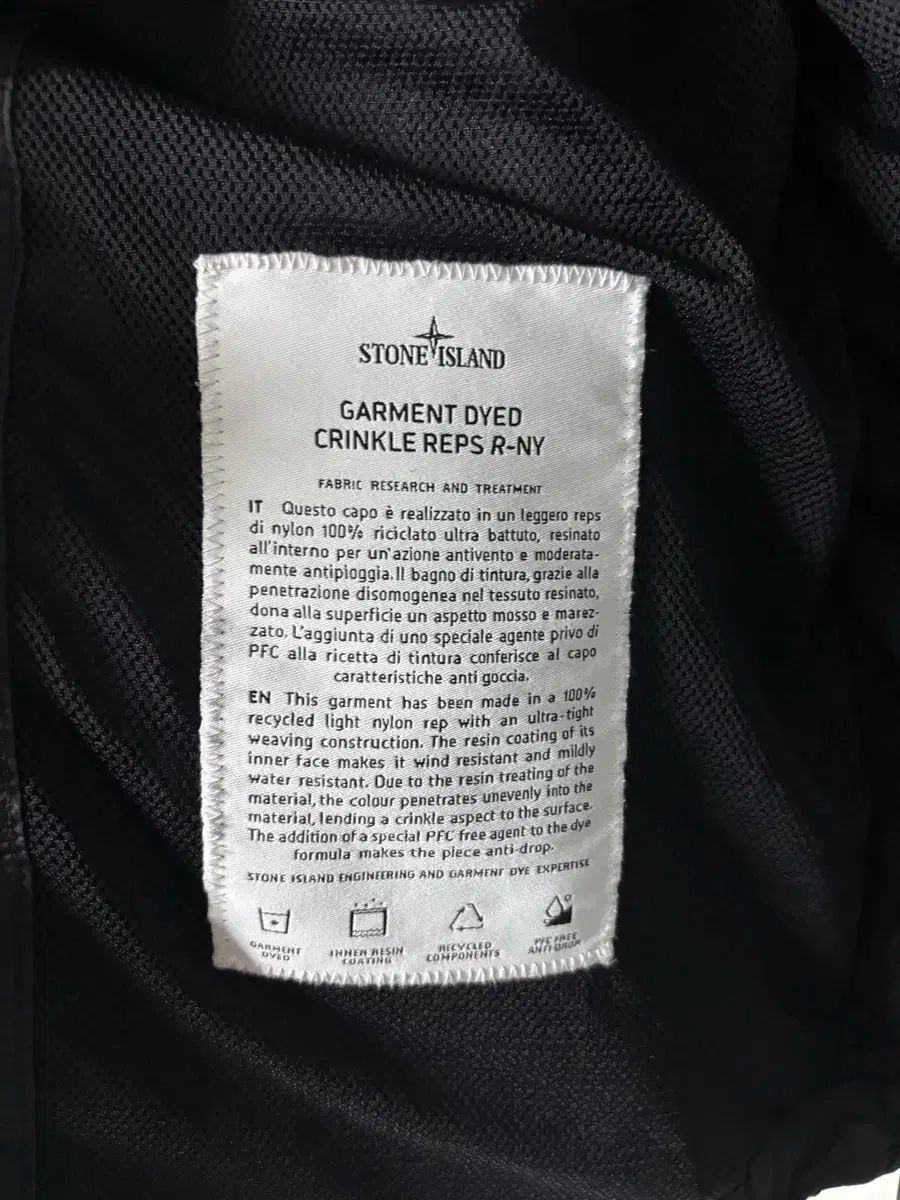 STONE ISLAND
GARMENT DYED
CRINKLE REPS R-NY
FABRIC RESEARCH AND TREATMENT
IT Questo capo è realizzato in un leggero reps
di nylon 100% riciclato ultra battuto, resinato
all'interno per un'azione antivento e moderata-
mente antipioggia.Il bagno di tintura, grazie alla
penetrazione disomogenea nel tessuto resinato,
dona alla superficie un aspetto mosso e marez-
zato. L'aggiunta di uno speciale agente privo di
PFC alla ricetta di tintura conferisce al capo
caratteristiche anti goccia.
EN This garment has been made in a 100%
recycled light nylon rep with an ultra-tight
weaving construction. The resin coating of its
inner face makes it wind resistant and mildly
water resistant. Due to the resin treating of the
material, the colour penetrates unevenly into the
material, lending a crinkle aspect to the surface.
The addition of a special PFC free agent to the dye
formula makes the piece anti-drop.
STONE ISLAND ENGINEERING AND GARMENT DYE EXPERTISE
GARMENT DYED
INNER RESIN COATING
RECYCLED COMPONENTS
PFC FREE ANTI-DROP